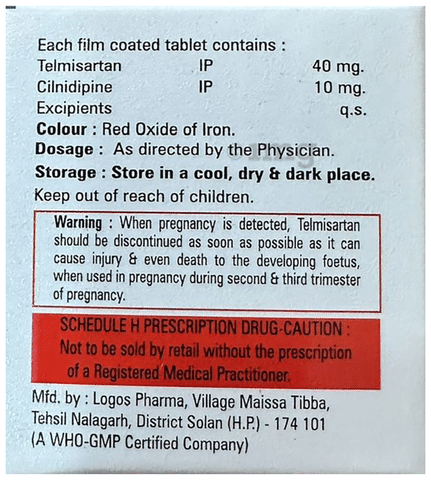 Each film coated tablet contains :
Telmisartan IP 40 mg.
Cilnidipine IP 10 mg.
Excipients q.s.
Colour : Red Oxide of Iron.
Dosage : As directed by the Physician.
Storage : Store in a cool, dry & dark place.
Keep out of reach of children.
Warning : When pregnancy is detected, Telmisartan
should be discontinued as soon as possible as it can
cause injury & even death to the developing foetus,
when used in pregnancy during second & third trimester
of pregnancy.
SCHEDULE H PRESCRIPTION DRUG-CAUTION :
Not to be sold by retail without the prescription
of a Registered Medical Practitioner.
Mfd. by : Logos Pharma, Village Maissa Tibba,
Tehsil Nalagarh, District Solan (H.P.) - 174 101
(A WHO-GMP Certified Company)